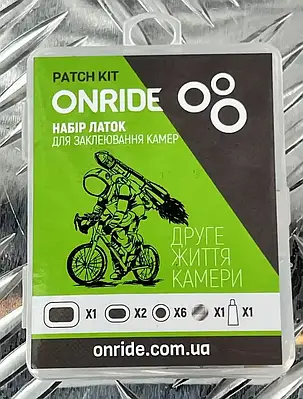 PATCH KIT
ONRIDE
НАБІР ЛАТОК
ДЛЯ ЗАКЛЕЮВАННЯ КАМЕР
ДРУГЕ
ЖИТТЯ
КАМЕРИ
X1 X2 X6 X1 X1
onride.com.ua